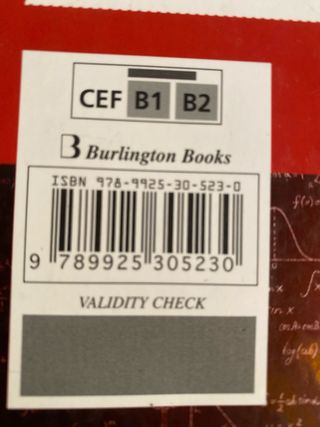 CEF B1 B2
B Burlington Books
ISBN 978-9925-30-523-0
9 789925 305230
VALIDITY CHECK